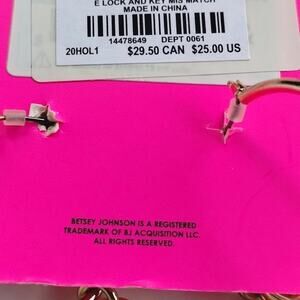 E LOCK AND KEY MIS MATCH
MADE IN CHINA
14478649 DEPT 0061
20HOL1 $29.50 CAN $25.00 US
BETSEY JOHNSON IS A REGISTERED
TRADEMARK OF BJ ACQUISITION LLC.
ALL RIGHTS RESERVED.